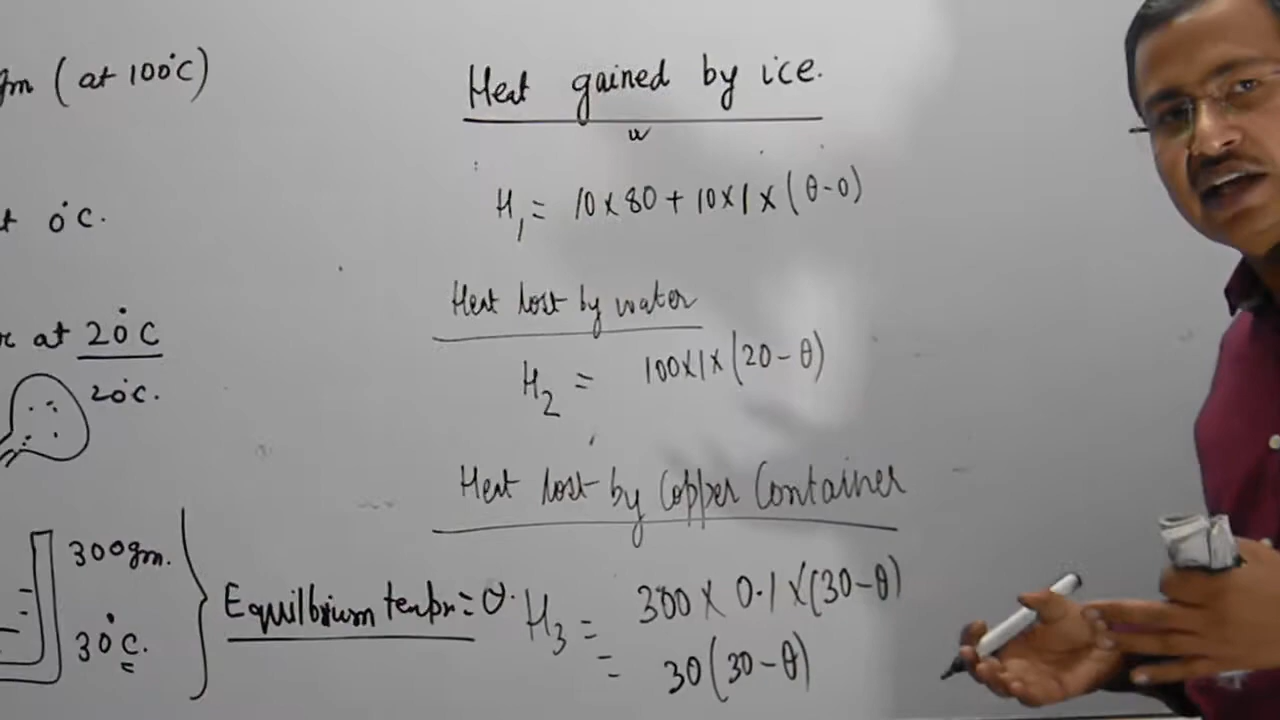 gm (at 100°C)
at 0°C.
at 20°C
20°C.
300gm.
30°C.
Equilbrium tempr = θ.
Heat gained by ice.
w
H₁ = 10×80 + 10×1×(θ-0)
Heat lost by water
H₂ = 100×1×(20-θ)
Heat lost by Copper Container
H₃ = 300 × 0.1 ×(30-θ)
= 30(30-θ)